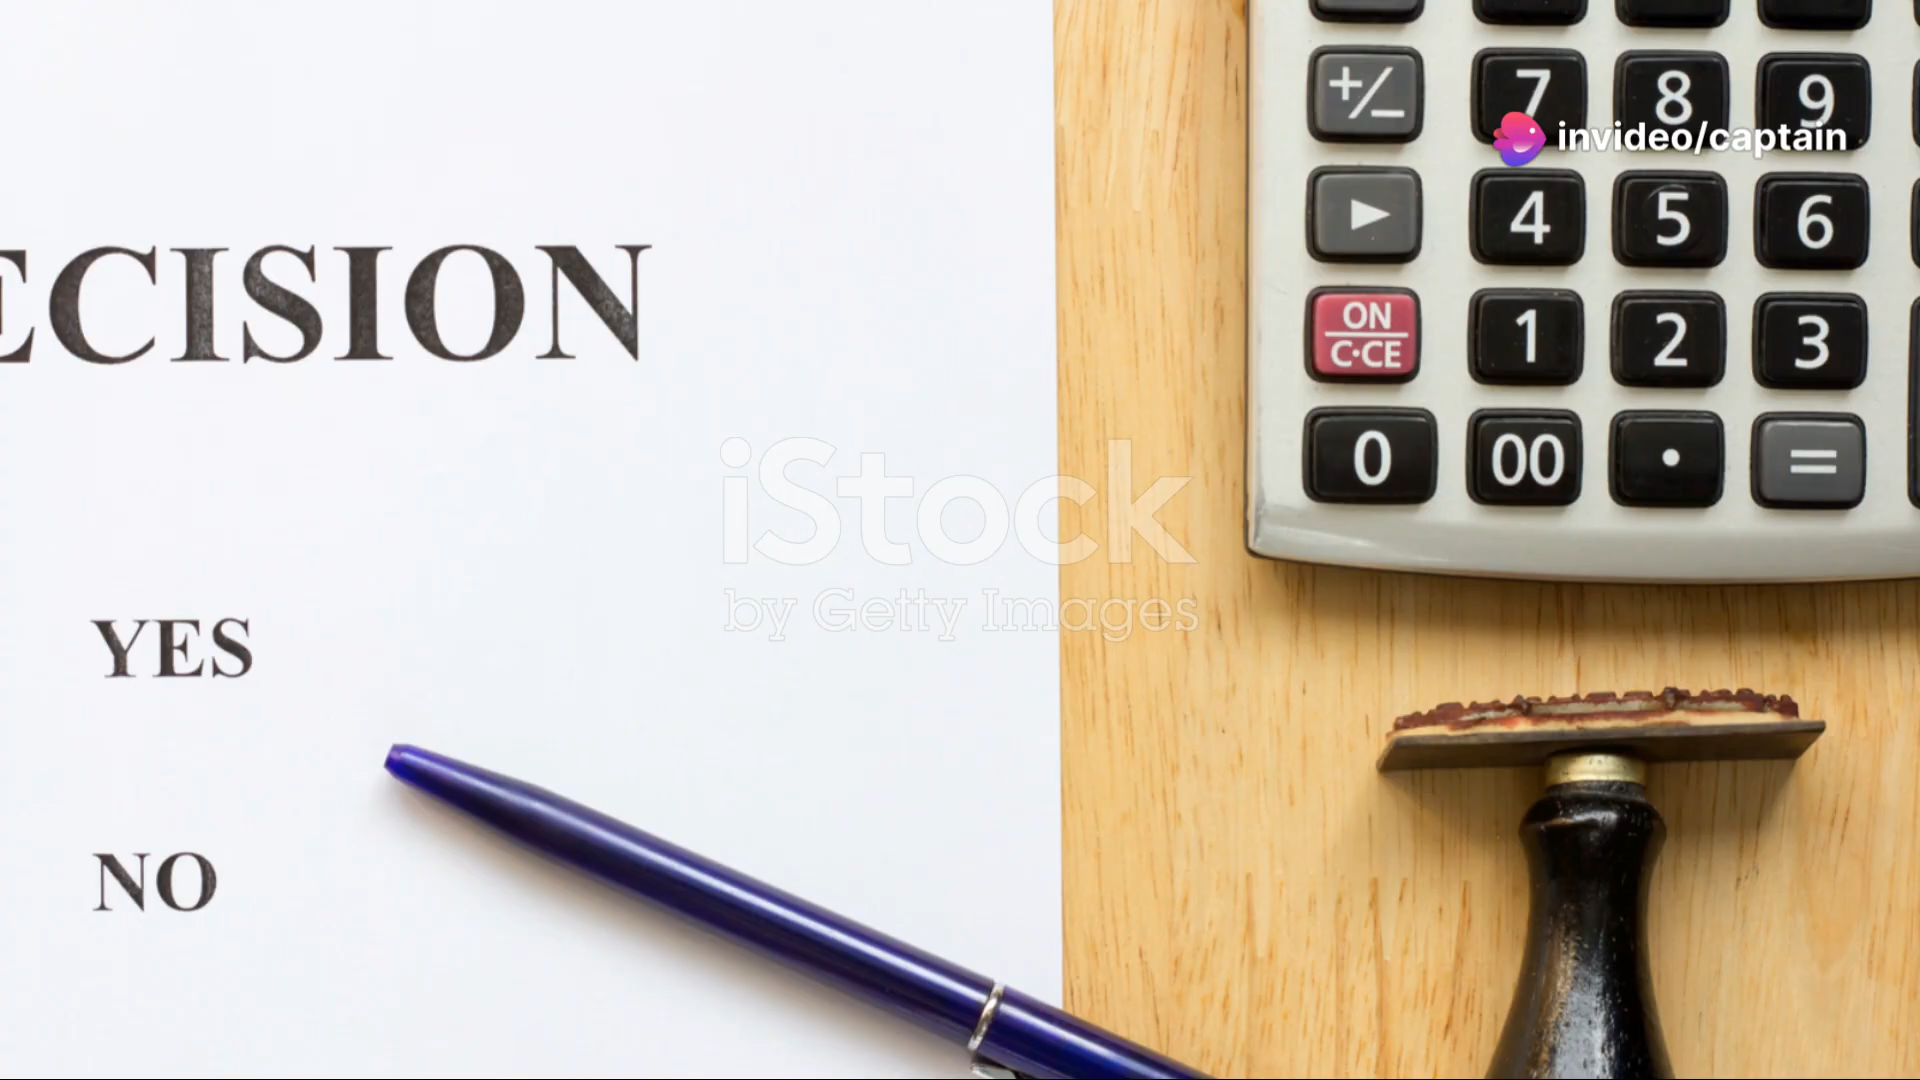 ECISION
YES
NO
+/− 7 8 9
4 5 6
ON
C·CE
1 2 3
0 00 • =
invideo/captain
iStock
by Getty Images